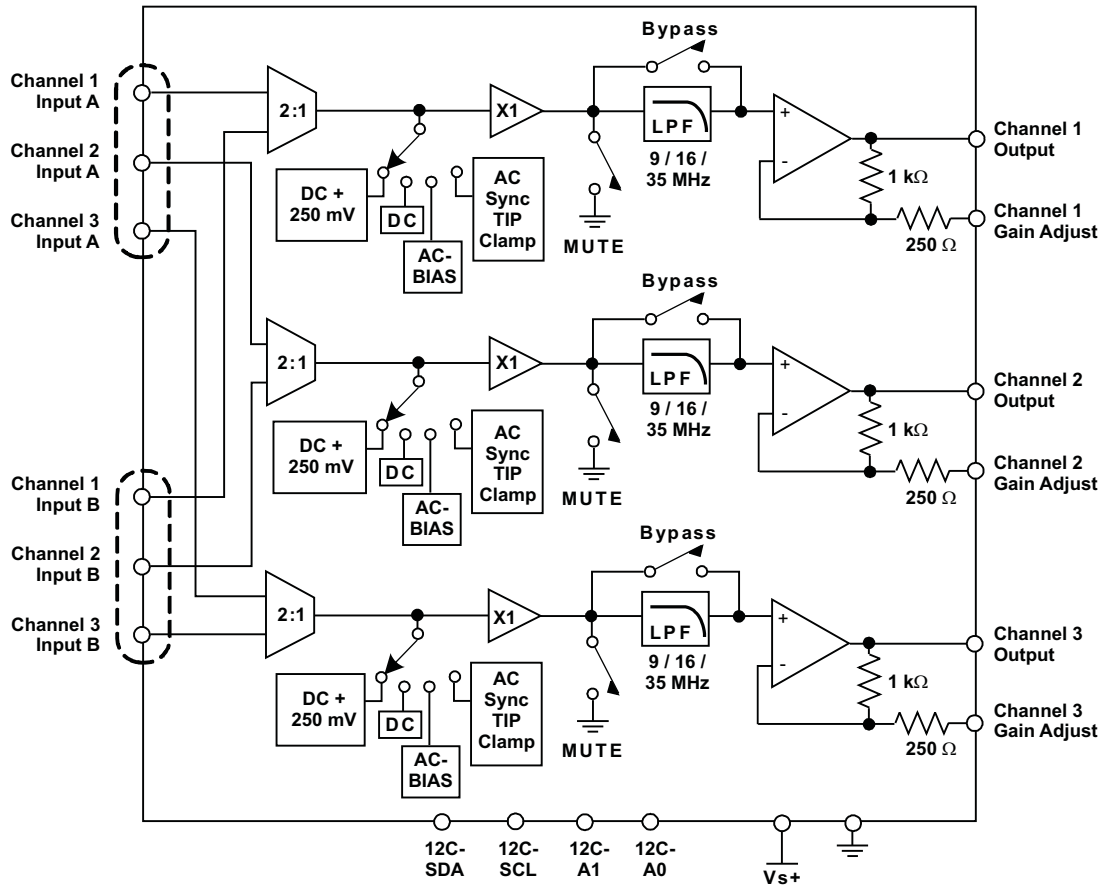 Bypass
Channel 1
Input A
2:1
X1
LPF
Channel 1
Output
+
-
1 kΩ
Channel 2
Input A
9 / 16 /
35 MHz
AC
Sync
TIP
Clamp
DC +
250 mV
DC
AC-
BIAS
MUTE
Channel 1
Gain Adjust
250 Ω
Channel 3
Input A
Bypass
2:1
X1
LPF
Channel 2
Output
+
-
1 kΩ
9 / 16 /
35 MHz
AC
Sync
TIP
Clamp
DC +
250 mV
DC
AC-
BIAS
MUTE
Channel 2
Gain Adjust
250 Ω
Channel 1
Input B
Channel 2
Input B
Channel 3
Input B
Bypass
2:1
X1
LPF
Channel 3
Output
+
-
1 kΩ
9 / 16 /
35 MHz
AC
Sync
TIP
Clamp
DC +
250 mV
DC
AC-
BIAS
MUTE
Channel 3
Gain Adjust
250 Ω
12C-
SDA
12C-
SCL
12C-
A1
12C-
A0
Vs+